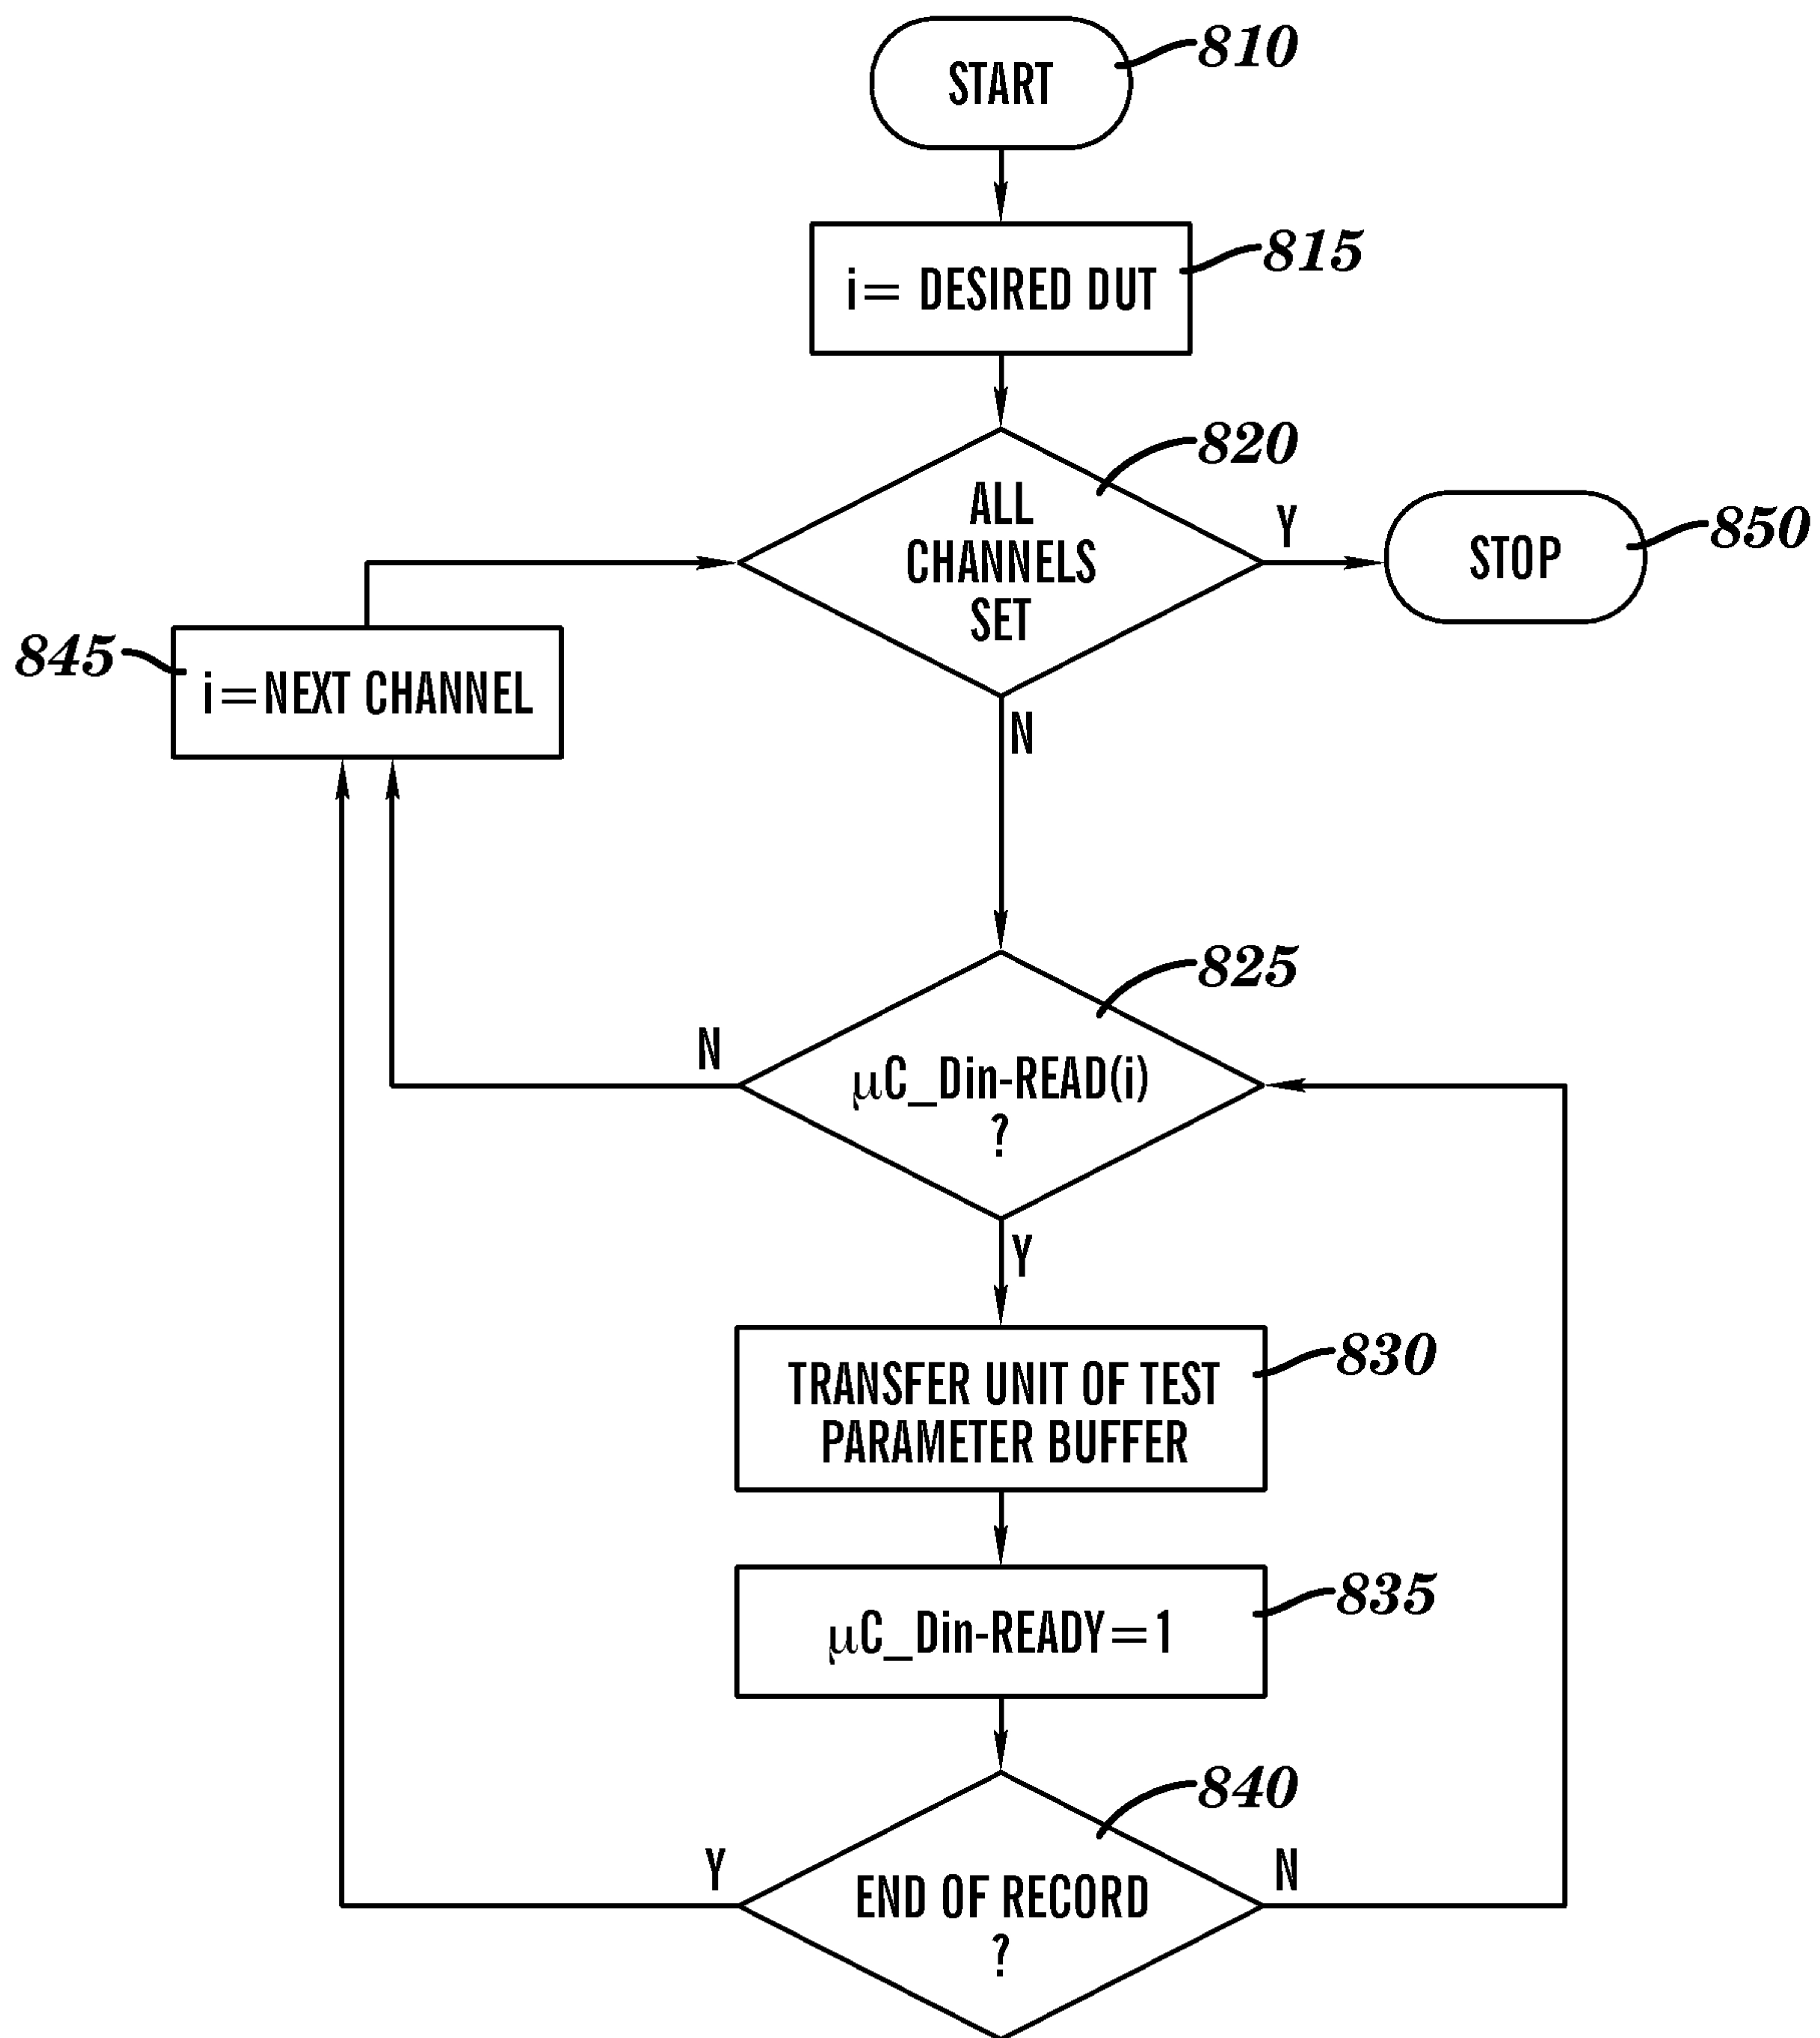 START
810
i= DESIRED DUT
815
ALL
CHANNELS
SET
820
Y
STOP
850
845
i=NEXT CHANNEL
N
825
N
µC_Din-READ(i)
?
Y
TRANSFER UNIT OF TEST
PARAMETER BUFFER
830
µC_Din-READY=1
835
840
Y
END OF RECORD
?
N